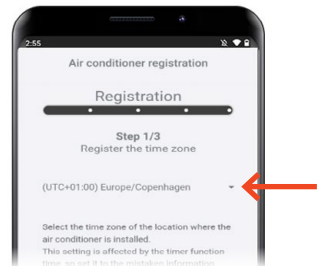 2:55
Air conditioner registration
Registration
Step 1/3
Register the time zone
(UTC+01:00) Europe/Copenhagen
Select the time zone of the location where the
air conditioner is installed.
This setting is affected by the timer function
time, so set it to the mistaken information